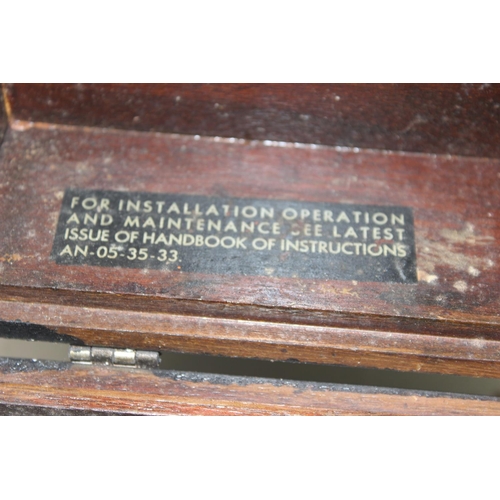 FOR INSTALLATION OPERATION
AND MAINTENANCE SEE LATEST
ISSUE OF HANDBOOK OF INSTRUCTIONS
AN-05-35-33.